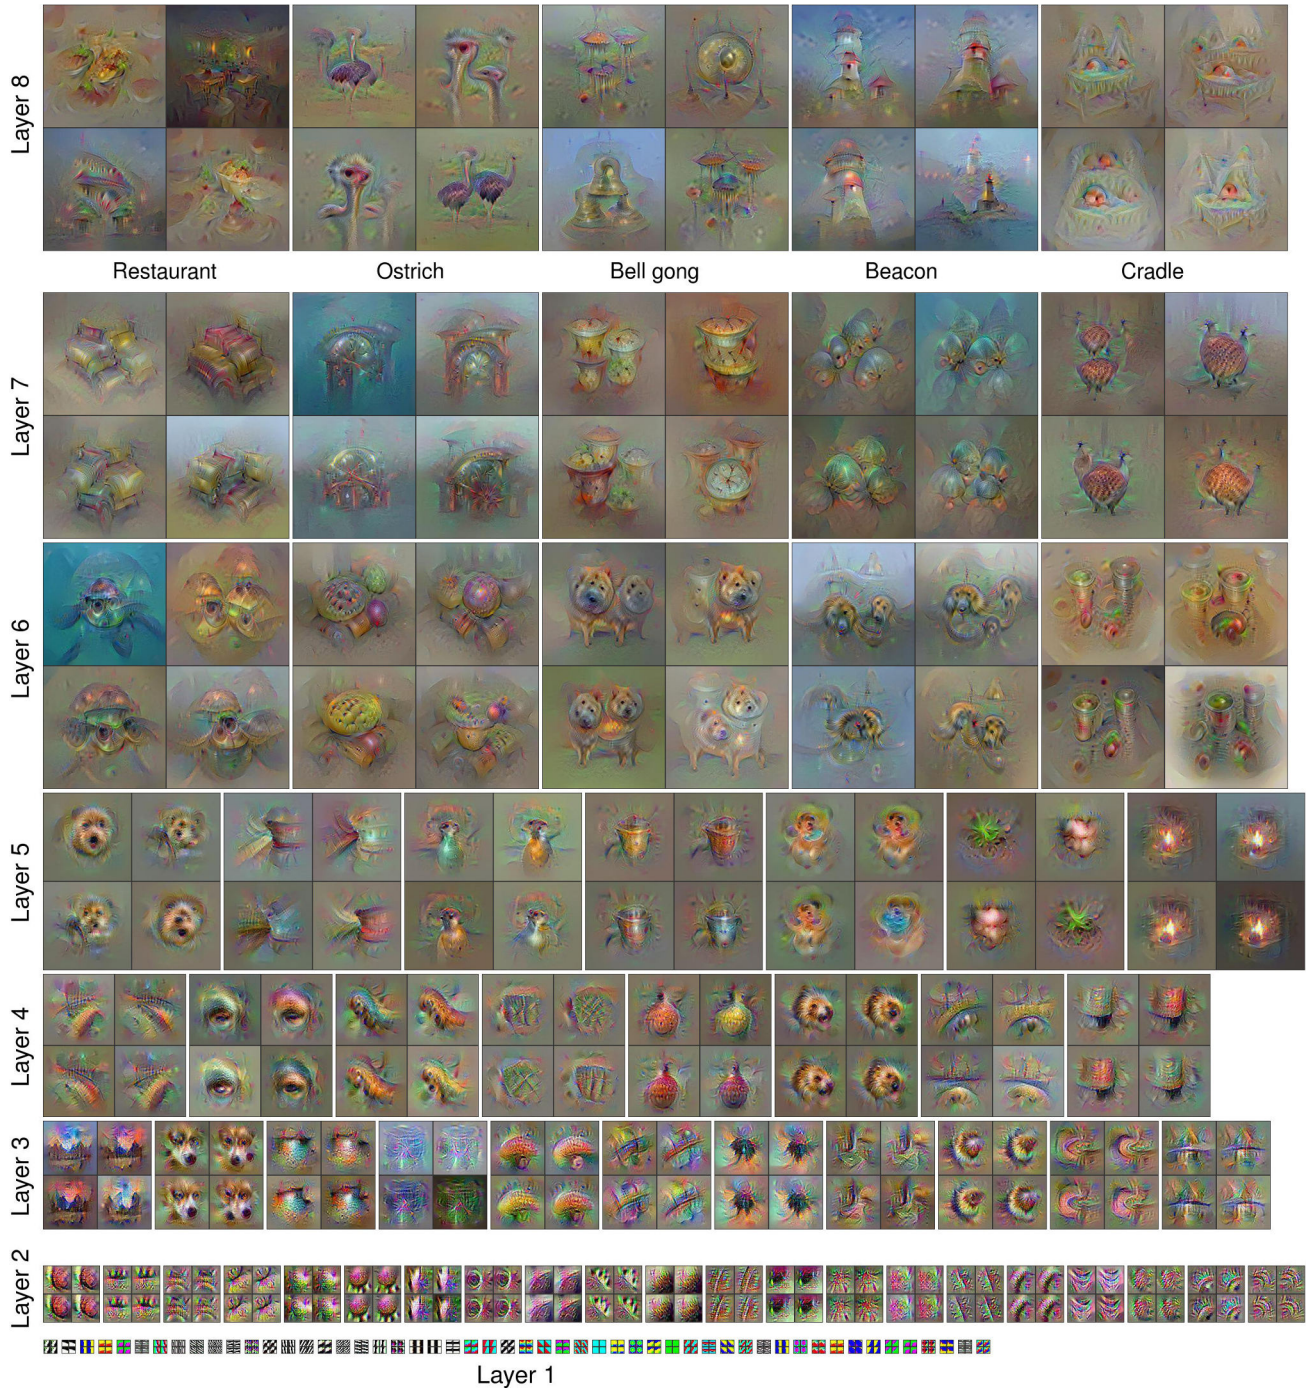 Layer 8
Restaurant
Ostrich
Bell gong
Beacon
Cradle
Layer 7
Layer 6
Layer 5
Layer 4
Layer 3
Layer 2
Layer 1